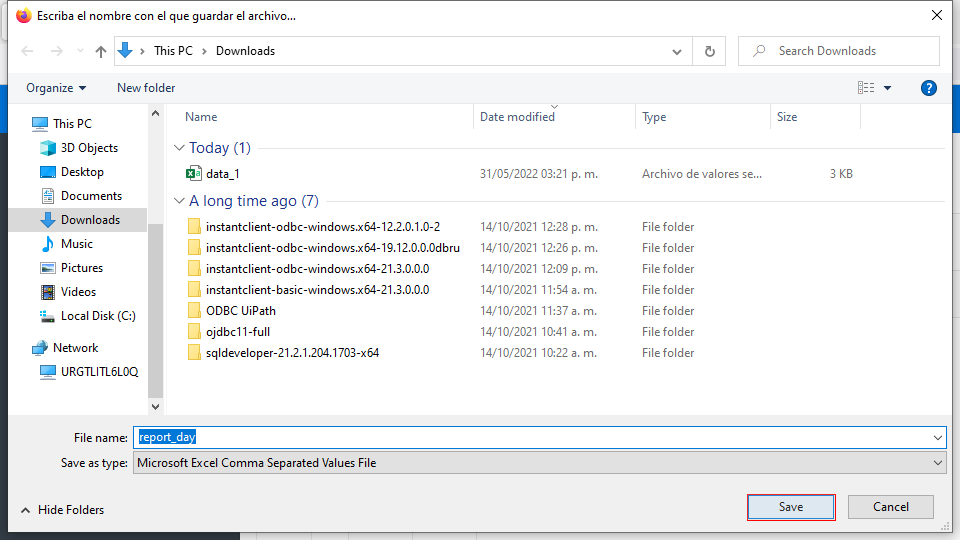 Escriba el nombre con el que guardar el archivo...
This PC > Downloads
Search Downloads
Organize New folder
Name Date modified Type Size
This PC
3D Objects
Desktop
Documents
Downloads
Music
Pictures
Videos
Local Disk (C:)
Network
URGTLITL6L0Q
Today (1)
data_1 31/05/2022 03:21 p. m. Archivo de valores se... 3 KB
A long time ago (7)
instantclient-odbc-windows.x64-12.2.0.1.0-2 14/10/2021 12:28 p. m. File folder
instantclient-odbc-windows.x64-19.12.0.0.0dbru 14/10/2021 12:26 p. m. File folder
instantclient-odbc-windows.x64-21.3.0.0.0 14/10/2021 12:09 p. m. File folder
instantclient-basic-windows.x64-21.3.0.0.0 14/10/2021 11:54 a. m. File folder
ODBC UiPath 14/10/2021 11:37 a. m. File folder
ojdbc11-full 14/10/2021 10:41 a. m. File folder
sqldeveloper-21.2.1.204.1703-x64 14/10/2021 10:22 a. m. File folder
File name: report_day
Save as type: Microsoft Excel Comma Separated Values File
Hide Folders
Save
Cancel